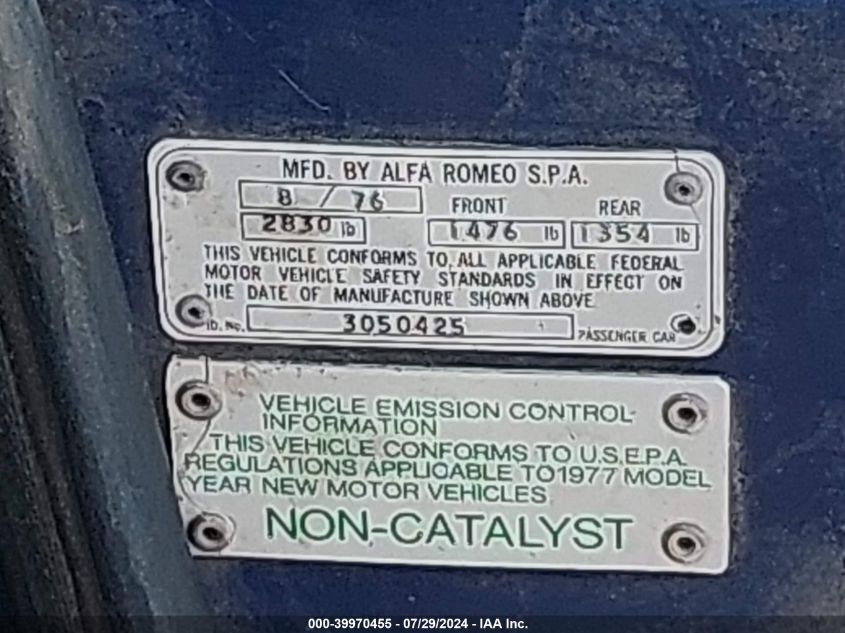 MFD. BY ALFA ROMEO S.P.A.
8 / 76 FRONT REAR
2830 lb 1476 lb 1354 lb
THIS VEHICLE CONFORMS TO ALL APPLICABLE FEDERAL
MOTOR VEHICLE SAFETY STANDARDS IN EFFECT ON
THE DATE OF MANUFACTURE SHOWN ABOVE
ID. No. 3050425 PASSENGER CAR
VEHICLE EMISSION CONTROL
INFORMATION
THIS VEHICLE CONFORMS TO U.S.E.P.A.
REGULATIONS APPLICABLE TO 1977 MODEL
YEAR NEW MOTOR VEHICLES
NON-CATALYST
000-39970455 - 07/29/2024 - IAA Inc.